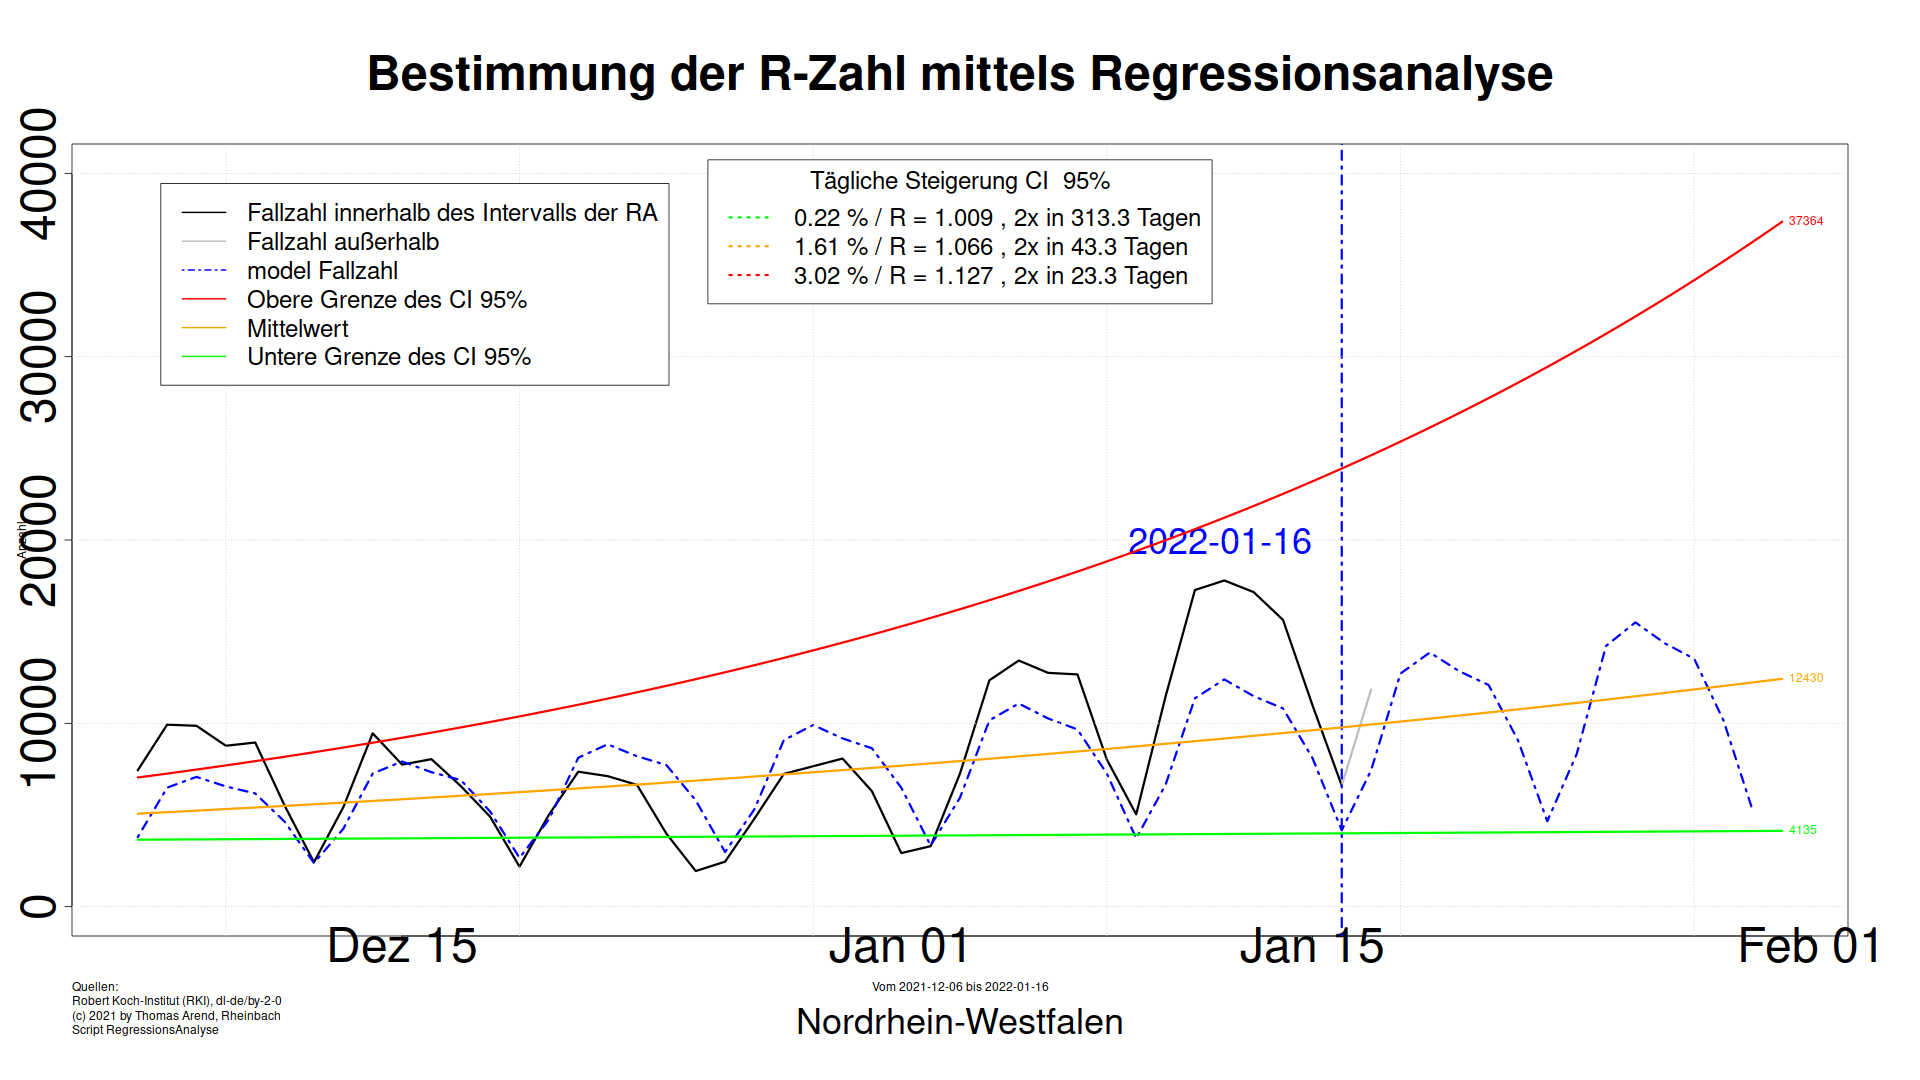 Bestimmung der R-Zahl mittels Regressionsanalyse
40000
30000
20000
10000
0
Anzahl
Fallzahl innerhalb des Intervalls der RA
Fallzahl außerhalb
model Fallzahl
Obere Grenze des CI 95%
Mittelwert
Untere Grenze des CI 95%
Tägliche Steigerung CI  95%
0.22 % / R = 1.009 , 2x in 313.3 Tagen
1.61 % / R = 1.066 , 2x in 43.3 Tagen
3.02 % / R = 1.127 , 2x in 23.3 Tagen
37364
2022-01-16
12430
4135
Dez 15
Jan 01
Jan 15
Feb 01
Quellen:
Robert Koch-Institut (RKI), dl-de/by-2-0
(c) 2021 by Thomas Arend, Rheinbach
Script RegressionsAnalyse
Vom 2021-12-06 bis 2022-01-16
Nordrhein-Westfalen